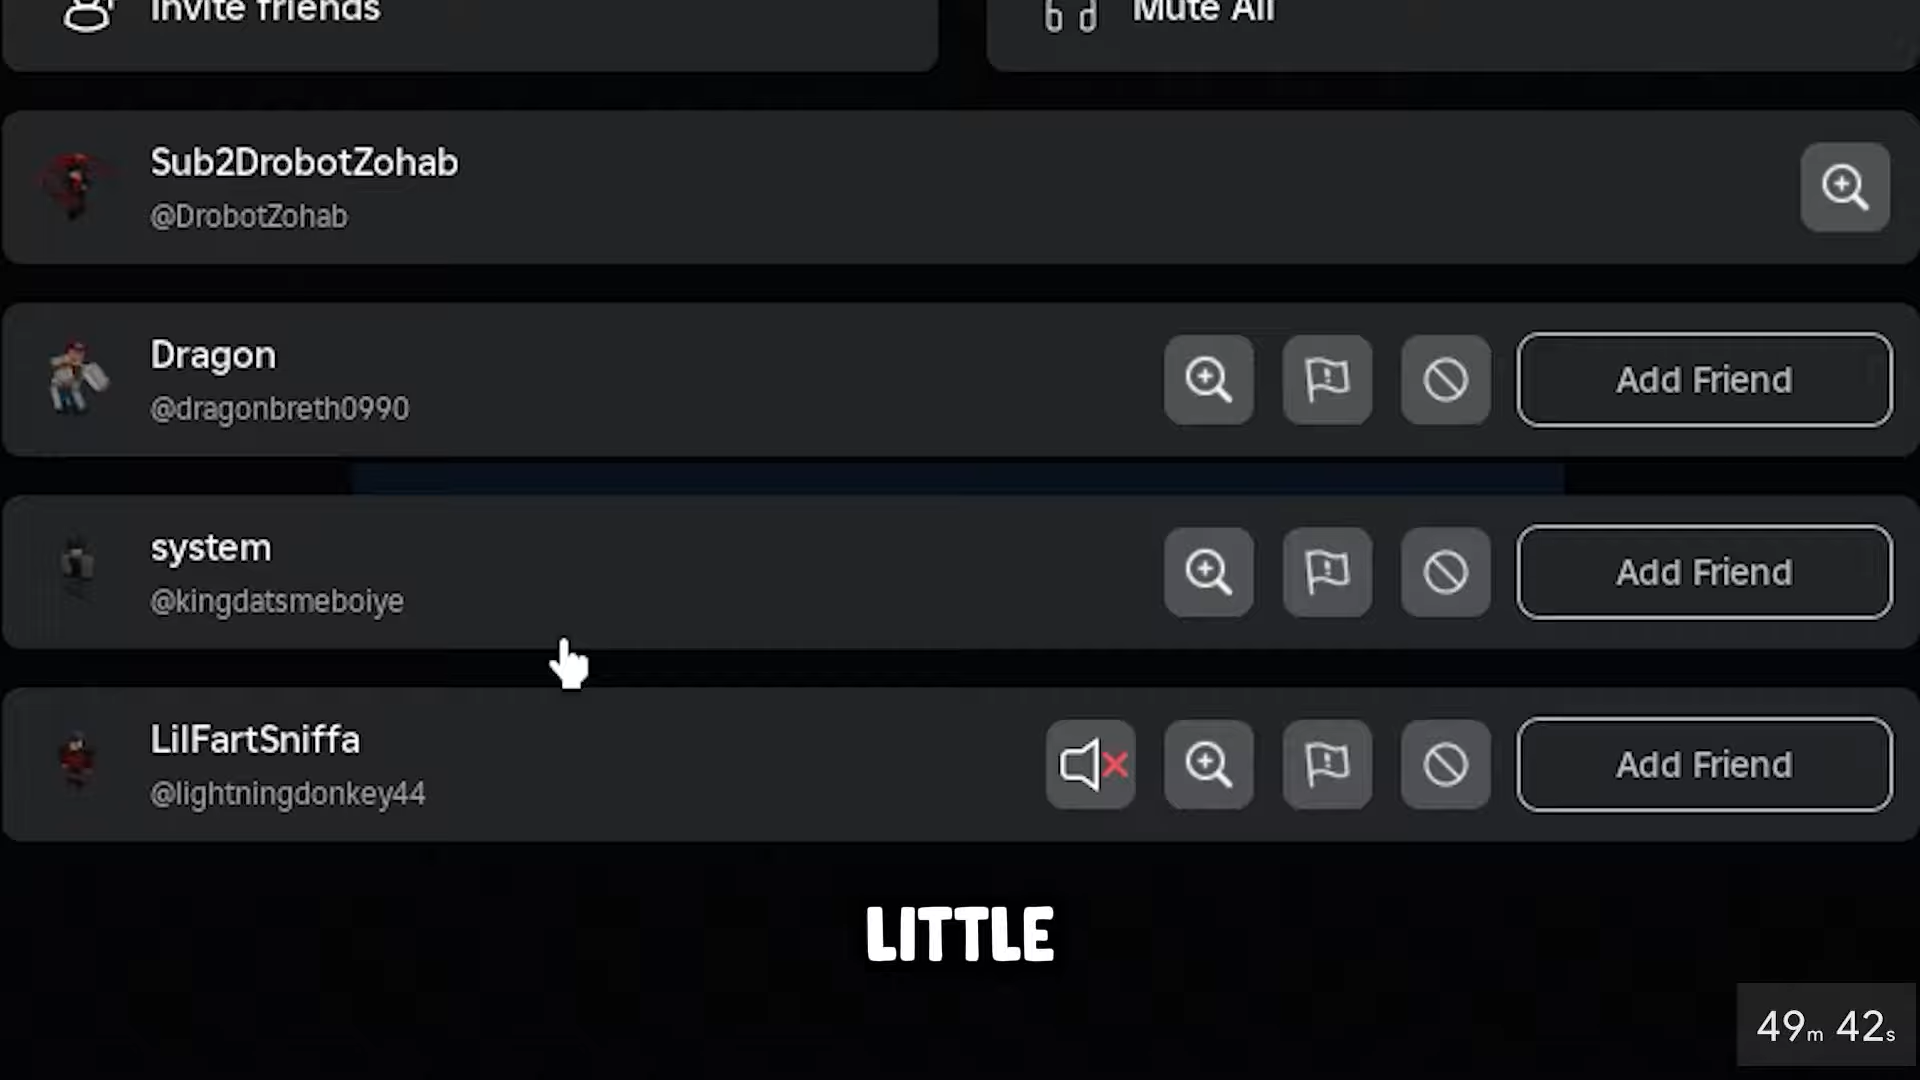 Invite friends
Mute All
Sub2DrobotZohab
@DrobotZohab
Dragon
@dragonbreth0990
Add Friend
system
@kingdatsmeboiye
Add Friend
LilFartSniffa
@lightningdonkey44
Add Friend
LITTLE
49m 42s